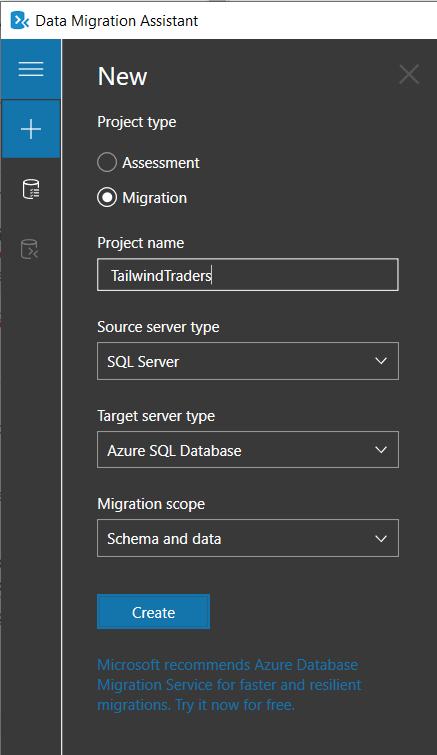 Data Migration Assistant
New
Project type
Assessment
Migration
Project name
TailwindTraders
Source server type
SQL Server
Target server type
Azure SQL Database
Migration scope
Schema and data
Create
Microsoft recommends Azure Database
Migration Service for faster and resilient
migrations. Try it now for free.